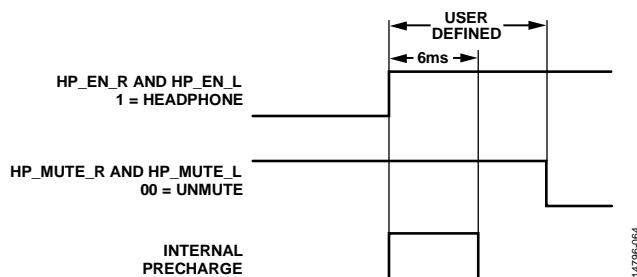 USER
DEFINED
6ms
HP_EN_R AND HP_EN_L
1 = HEADPHONE
HP_MUTE_R AND HP_MUTE_L
00 = UNMUTE
INTERNAL
PRECHARGE
14796-064